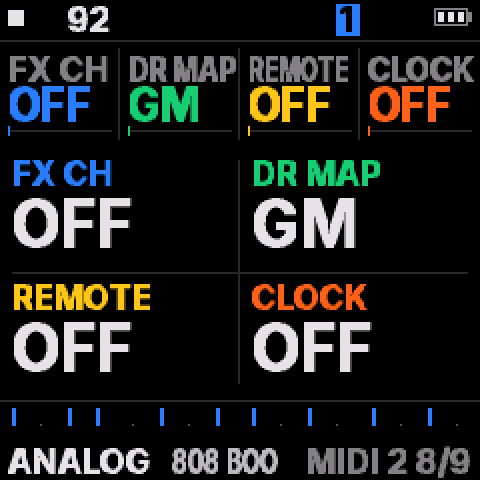 92 1
FX CH DR MAP REMOTE CLOCK
OFF GM OFF OFF
FX CH DR MAP
OFF GM
REMOTE CLOCK
OFF OFF
ANALOG 808 BOO MIDI 2 8/9